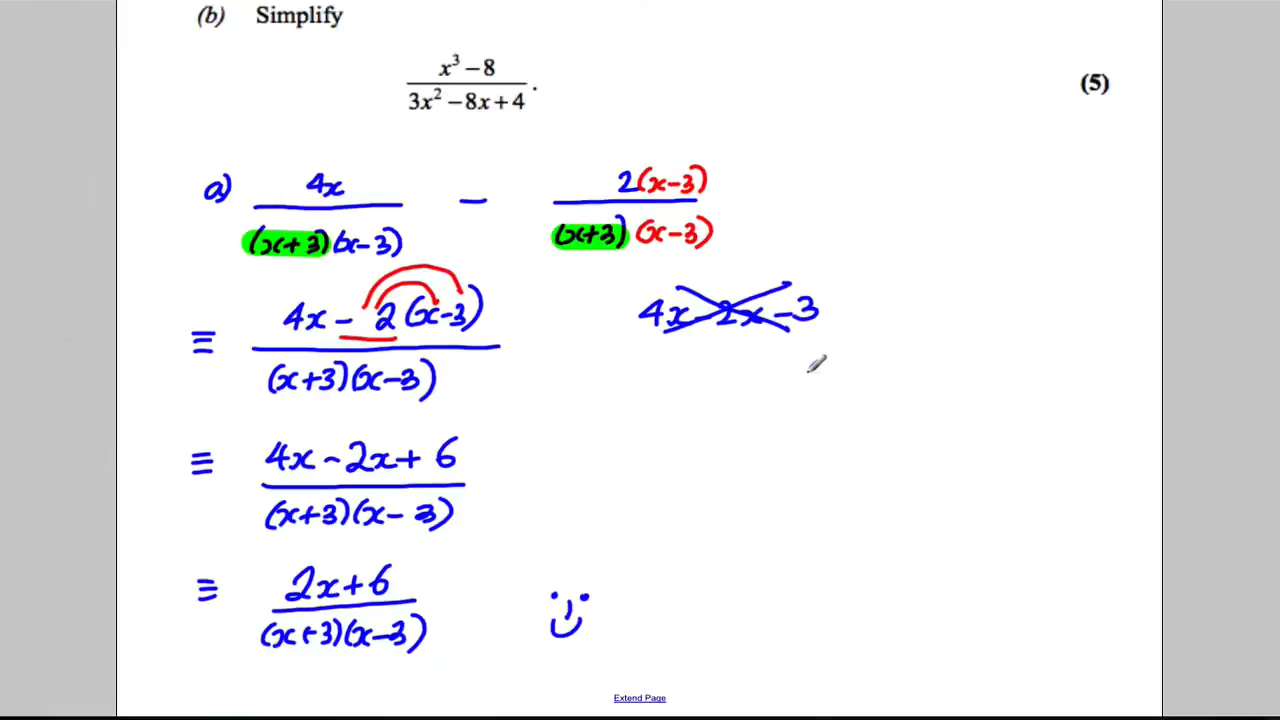 (b) Simplify
x³ − 8
3x² − 8x + 4 .
(5)
a) 4x − 2(x−3)
(x+3)(x−3) (x+3)(x−3)
≡ 4x − 2(x−3) 4x − 2x − 3
(x+3)(x−3)
≡ 4x − 2x + 6
(x+3)(x − 3)
≡ 2x + 6
(x+3)(x−3)
Extend Page